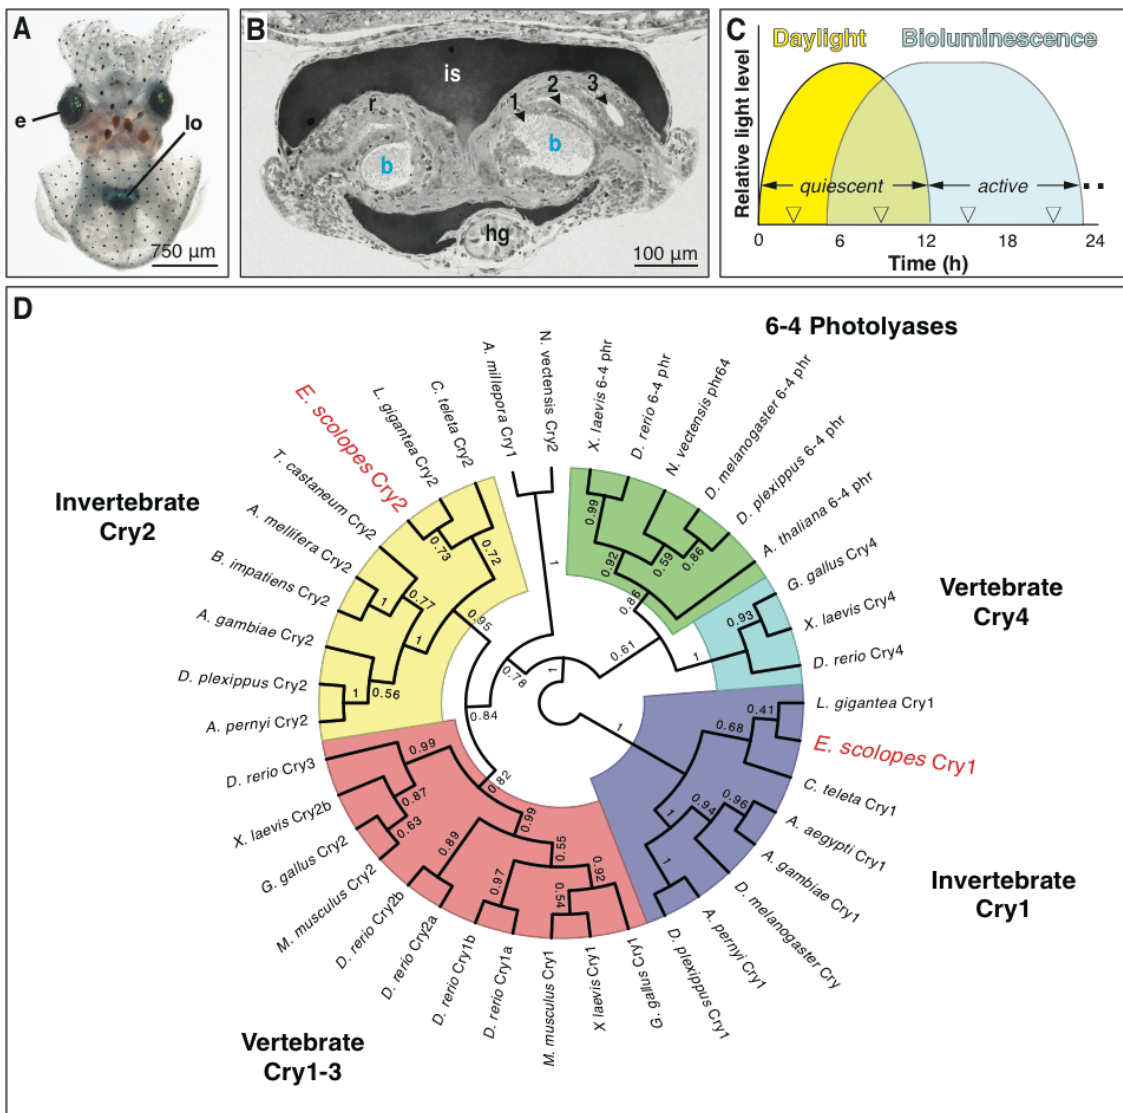 A
e
lo
750 µm
B
is
r
1
2
3
b
b
hg
100 µm
C
Daylight
Bioluminescence
Relative light level
quiescent
active
0
6
12
18
24
Time (h)
D
6-4 Photolyases
Invertebrate
Cry2
Vertebrate
Cry4
Invertebrate
Cry1
Vertebrate
Cry1-3
A. millepora Cry1
N. vectensis Cry2
X. laevis 6-4 phr
D. rerio 6-4 phr
N. vectensis phr64
D. melanogaster 6-4 phr
D. plexippus 6-4 phr
A. thaliana 6-4 phr
G. gallus Cry4
X. laevis Cry4
D. rerio Cry4
L. gigantea Cry1
E. scolopes Cry1
C. teleta Cry1
A. aegypti Cry1
A. gambiae Cry1
D. melanogaster Cry
A. pernyi Cry1
D. plexippus Cry1
G. gallus Cry1
X laevis Cry1
M. musculus Cry1
D. rerio Cry1a
D. rerio Cry1b
D. rerio Cry2a
D. rerio Cry2b
M. musculus Cry2
G. gallus Cry2
X. laevis Cry2b
D. rerio Cry3
A. pernyi Cry2
D. plexippus Cry2
A. gambiae Cry2
B. impatiens Cry2
A. mellifera Cry2
T. castaneum Cry2
E. scolopes Cry2
L. gigantea Cry2
C. teleta Cry2
0.99
0.92
0.59
0.86
0.86
0.93
1
0.61
1
1
0.78
0.84
0.95
0.72
0.73
0.77
1
1
0.56
1
0.82
0.99
0.87
0.63
0.99
0.89
0.55
0.97
0.92
0.54
1
0.68
0.41
1
0.94
0.96
1